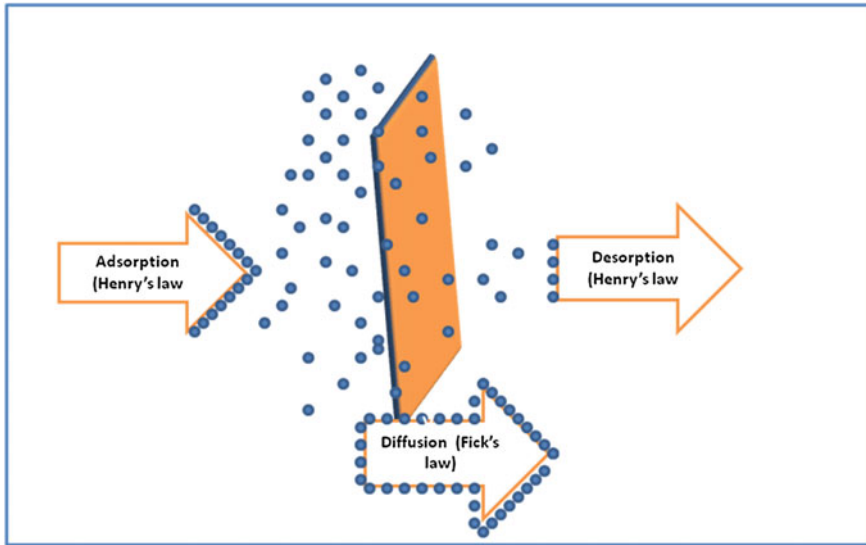 Adsorption
(Henry's law
Desorption
(Henry's law
Diffusion (Fick's
law)